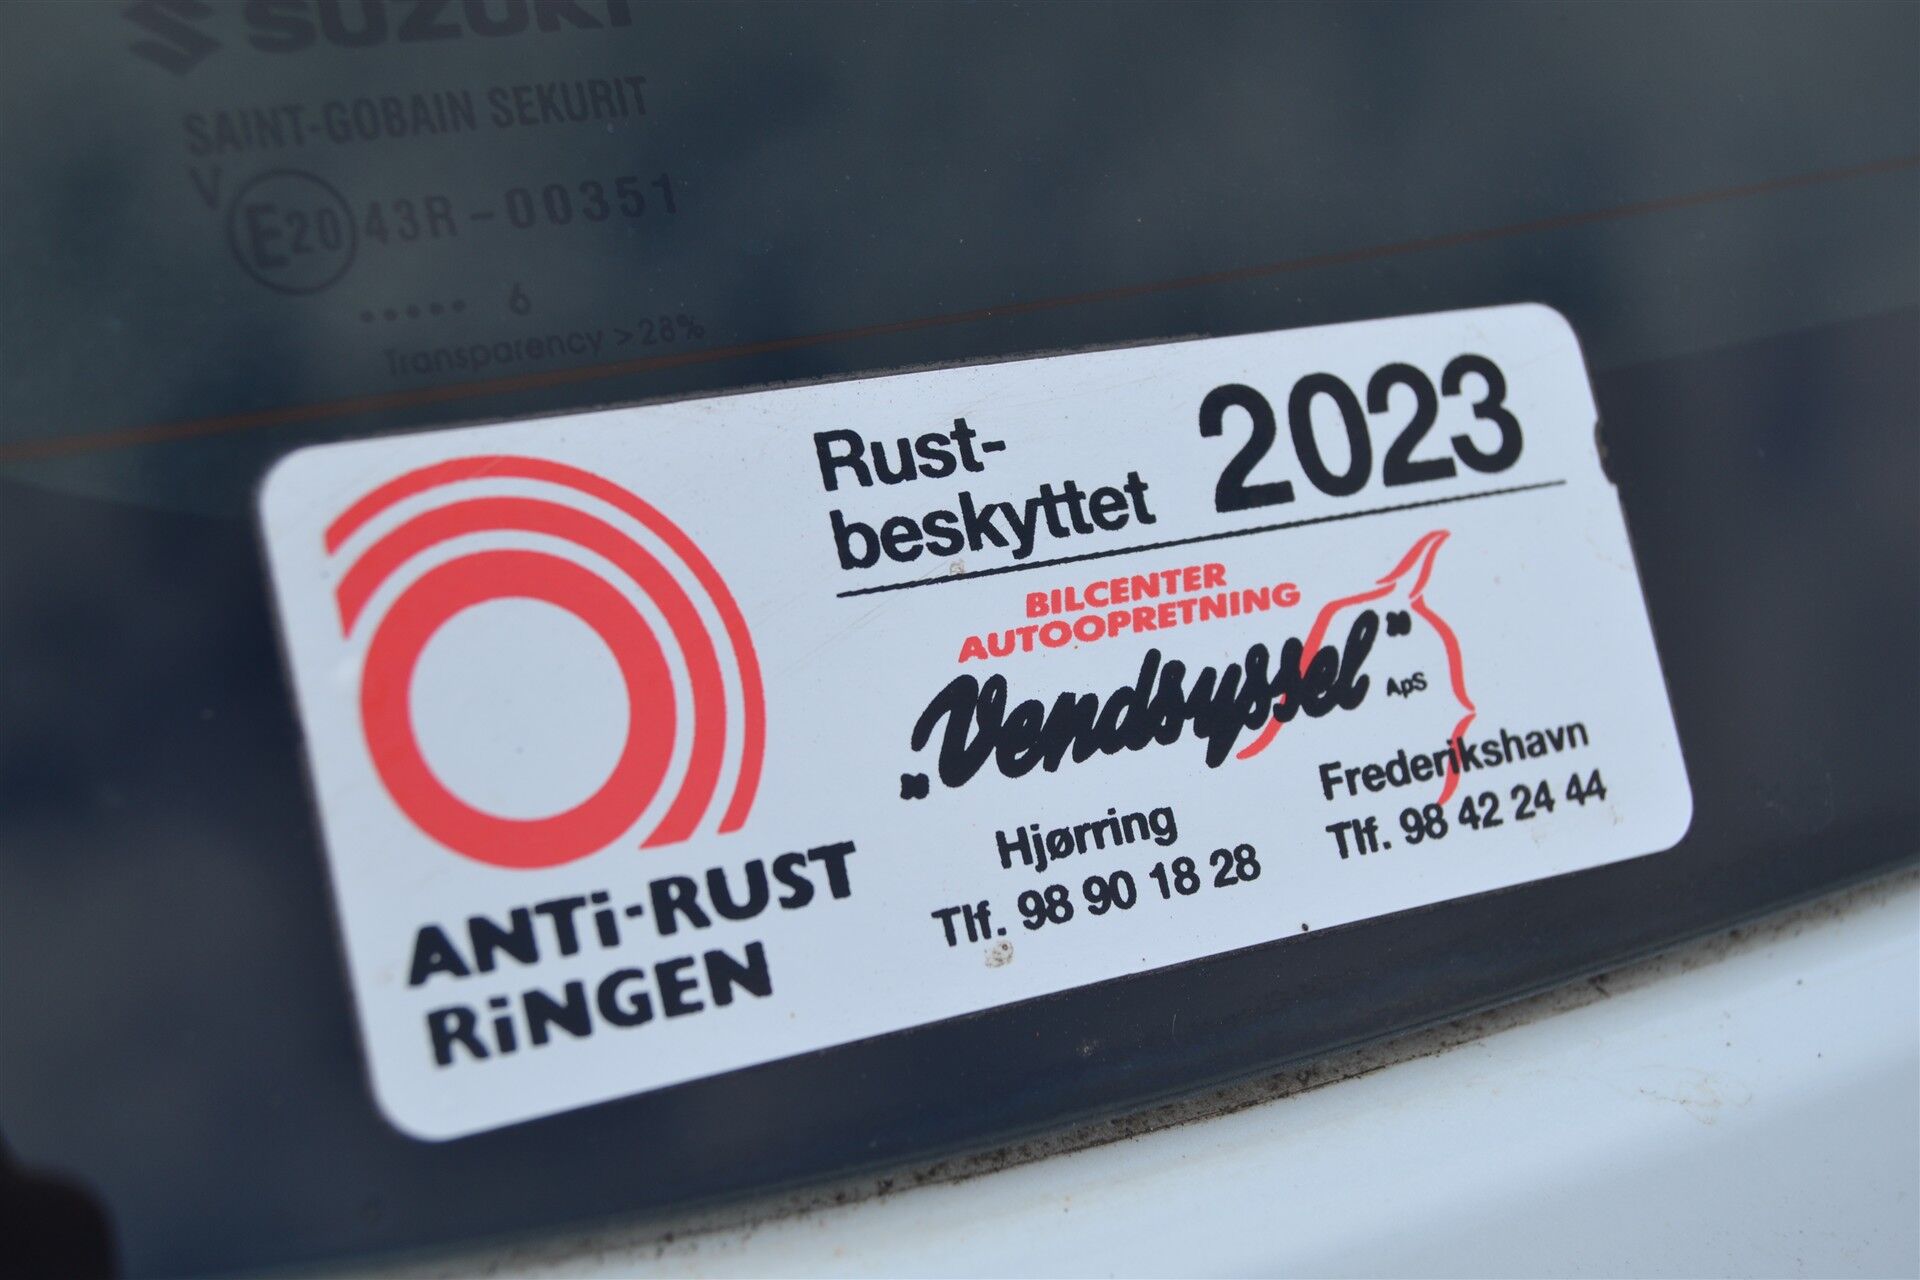 SUZUKI
SAINT-GOBAIN SEKURIT
V
E20 43R-00351
..... 6
Transparency >28%
Rust-
beskyttet 2023
BILCENTER
AUTOOPRETNING
„Vendsyssel” ApS
Hjørring
Tlf. 98 90 18 28
Frederikshavn
Tlf. 98 42 24 44
ANTi-RUST
RiNGEN